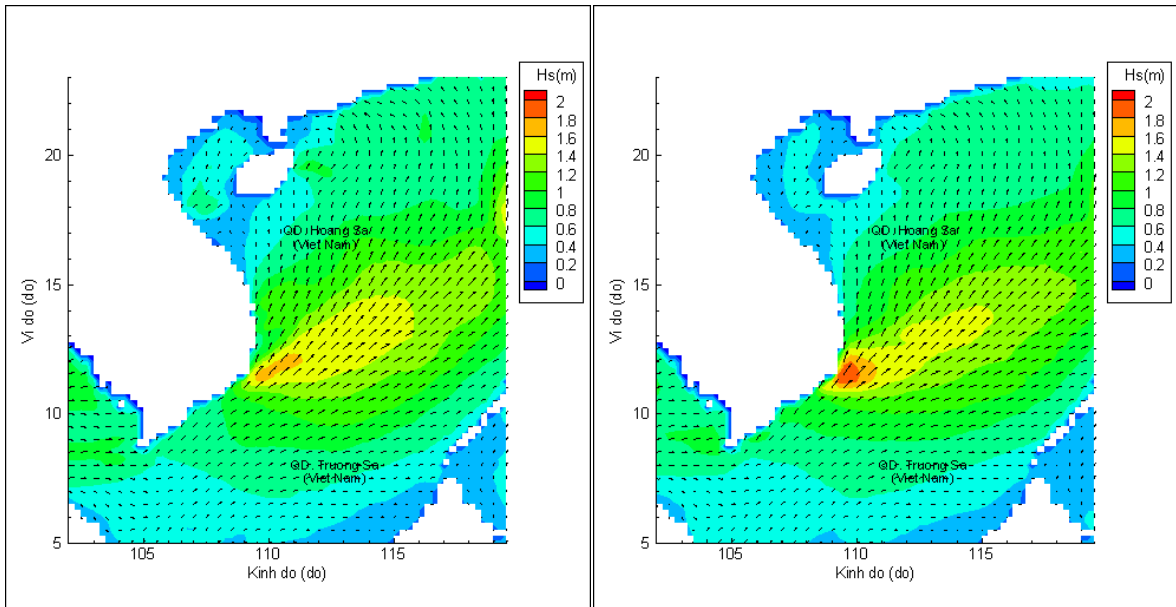 Hs(m)
2
1.8
1.6
1.4
1.2
1
0.8
0.6
0.4
0.2
0
20
15
10
5
Vi do (do)
QD. Hoang Sa
(Viet Nam)
QD. Truong Sa
(Viet Nam)
105
110
115
Kinh do (do)
Hs(m)
2
1.8
1.6
1.4
1.2
1
0.8
0.6
0.4
0.2
0
20
15
10
5
Vi do (do)
QD. Hoang Sa
(Viet Nam)
QD. Truong Sa
(Viet Nam)
105
110
115
Kinh do (do)